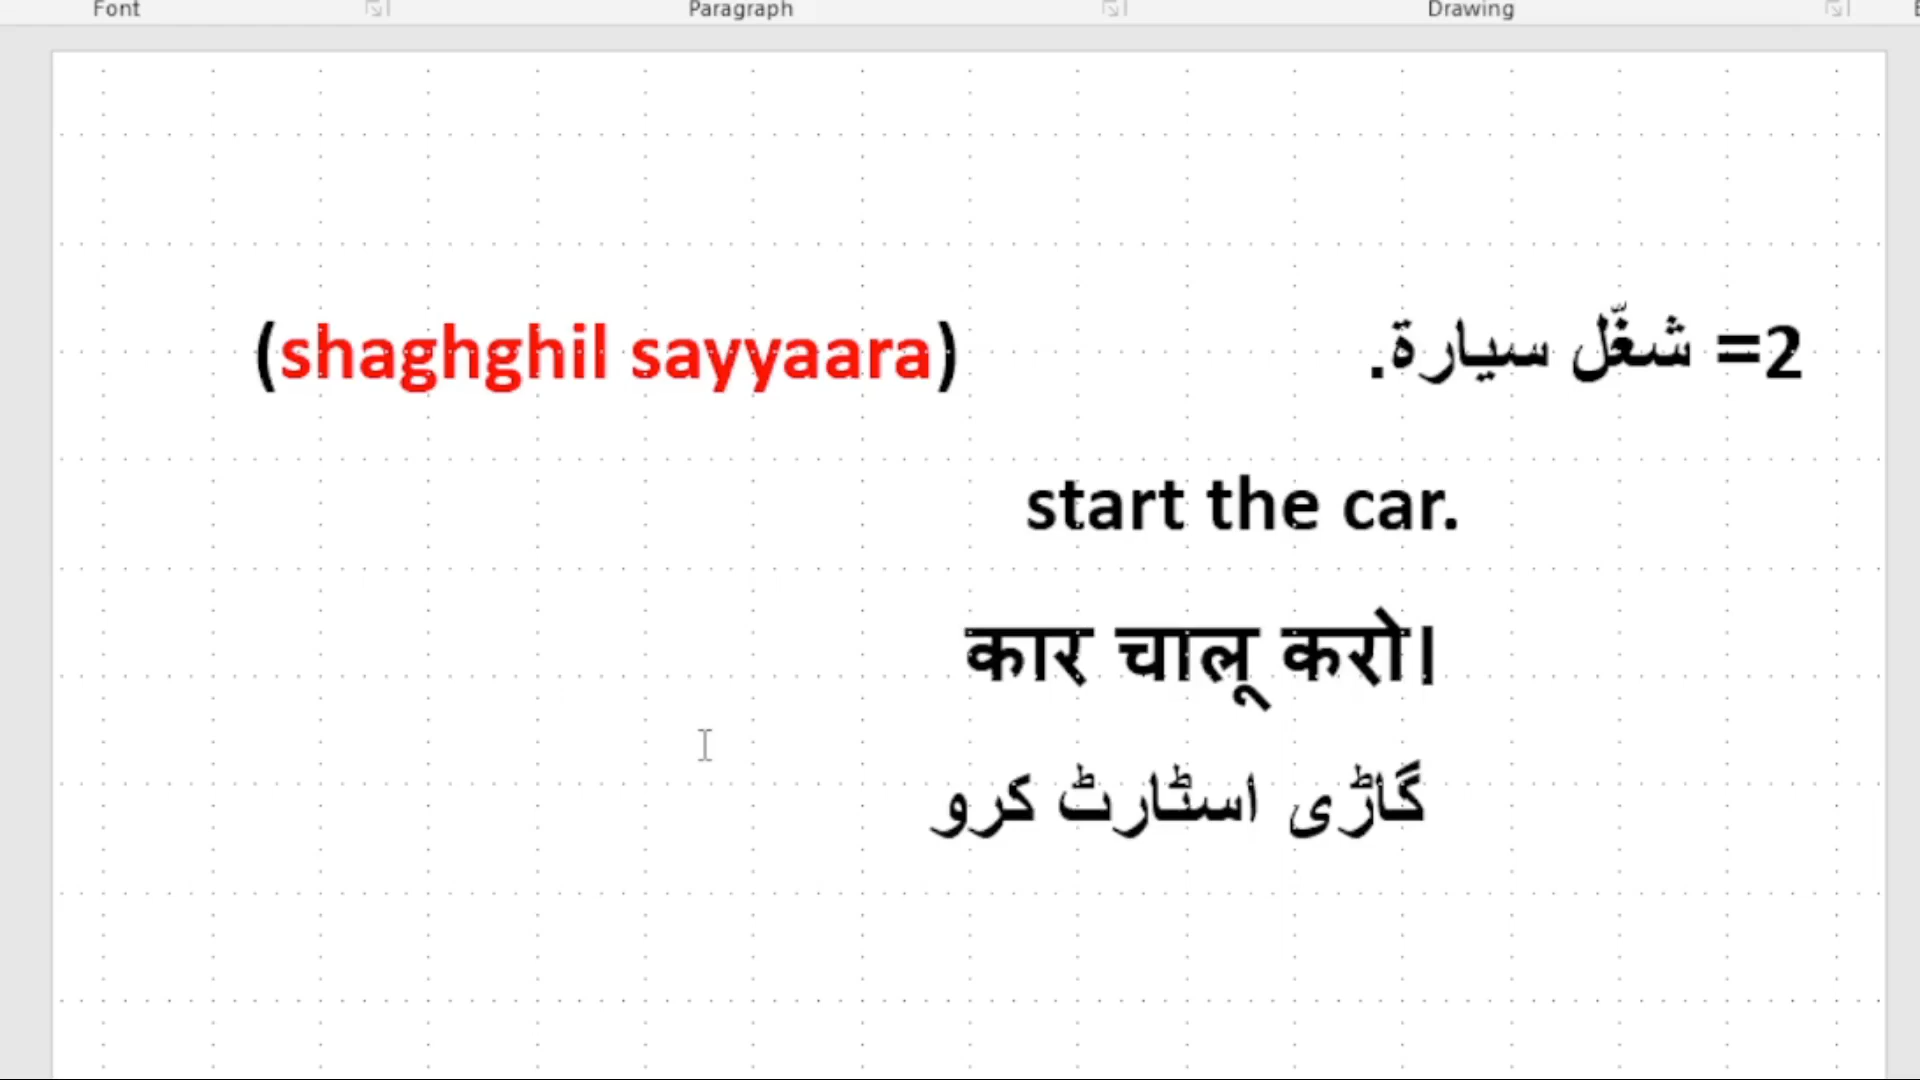 Font Paragraph Drawing
2= شغّل سيارة. (shaghghil sayyaara)
start the car.
कार चालू करो।
گاڑی اسٹارٹ کرو